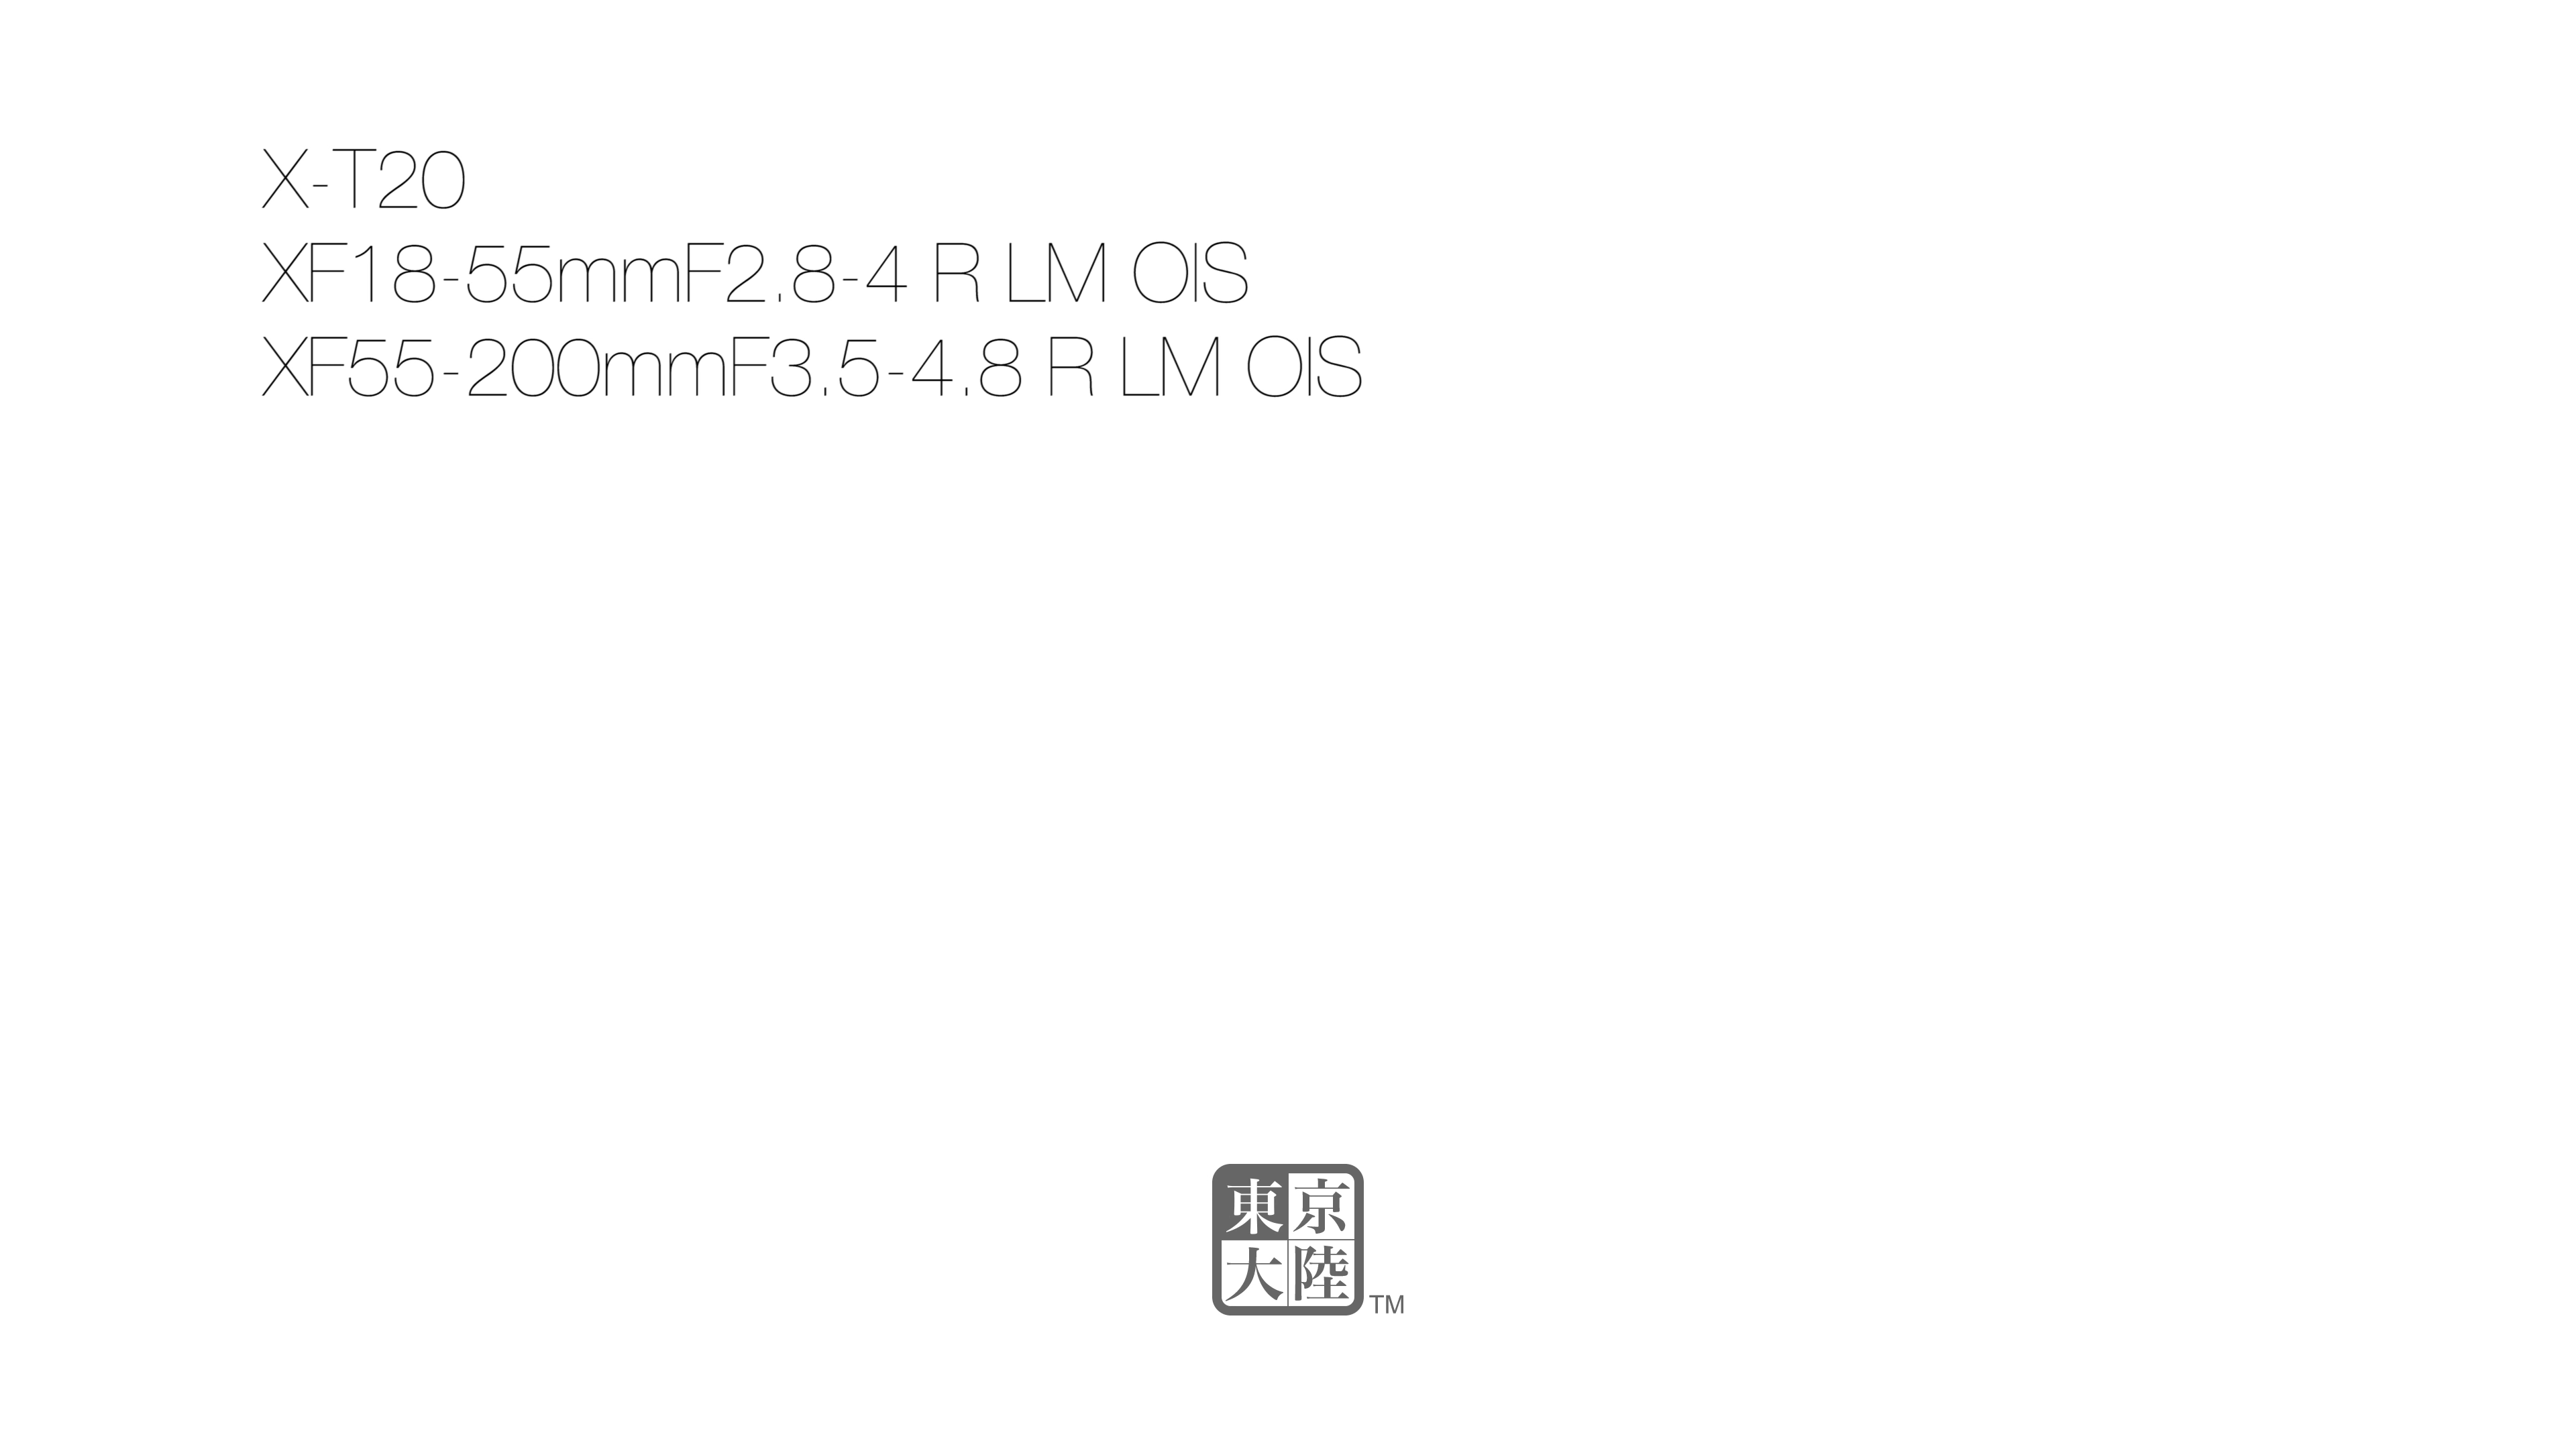 X-T20
XF18-55mmF2.8-4 R LM OIS
XF55-200mmF3.5-4.8 R LM OIS
東京
大陸
TM